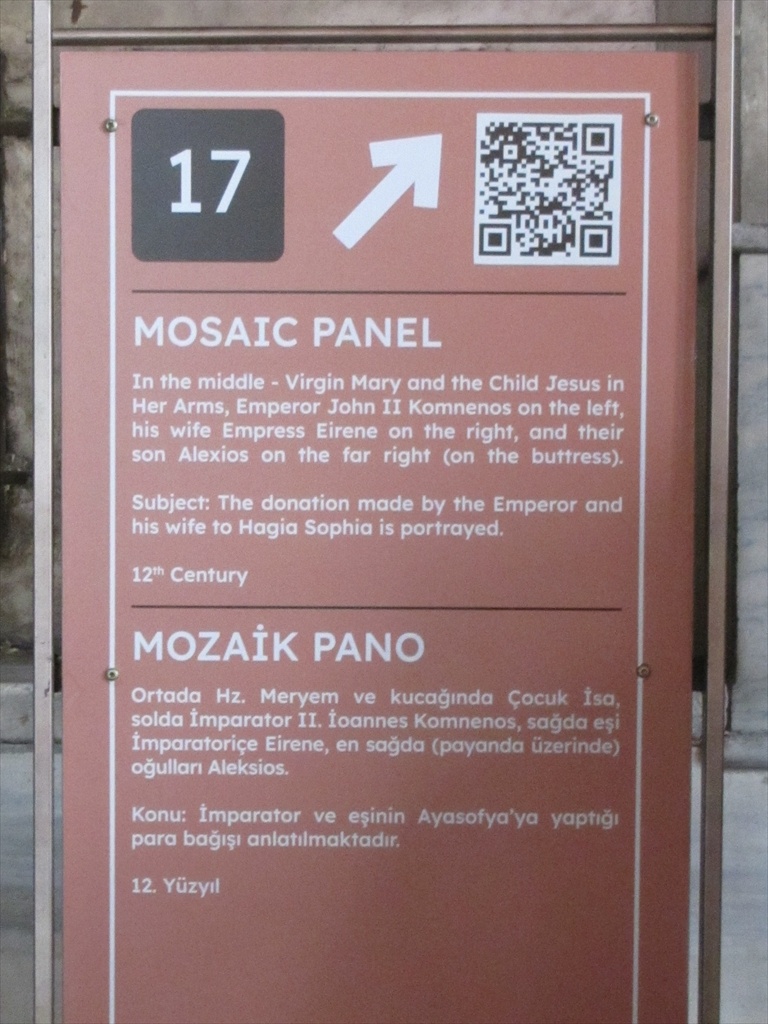 17
MOSAIC PANEL
In the middle - Virgin Mary and the Child Jesus in
Her Arms, Emperor John II Komnenos on the left,
his wife Empress Eirene on the right, and their
son Alexios on the far right (on the buttress).
Subject: The donation made by the Emperor and
his wife to Hagia Sophia is portrayed.
12th Century
MOZAİK PANO
Ortada Hz. Meryem ve kucağında Çocuk İsa,
solda İmparator II. İoannes Komnenos, sağda eşi
İmparatoriçe Eirene, en sağda (payanda üzerinde)
oğulları Aleksios.
Konu: İmparator ve eşinin Ayasofya'ya yaptığı
para bağışı anlatılmaktadır.
12. Yüzyıl